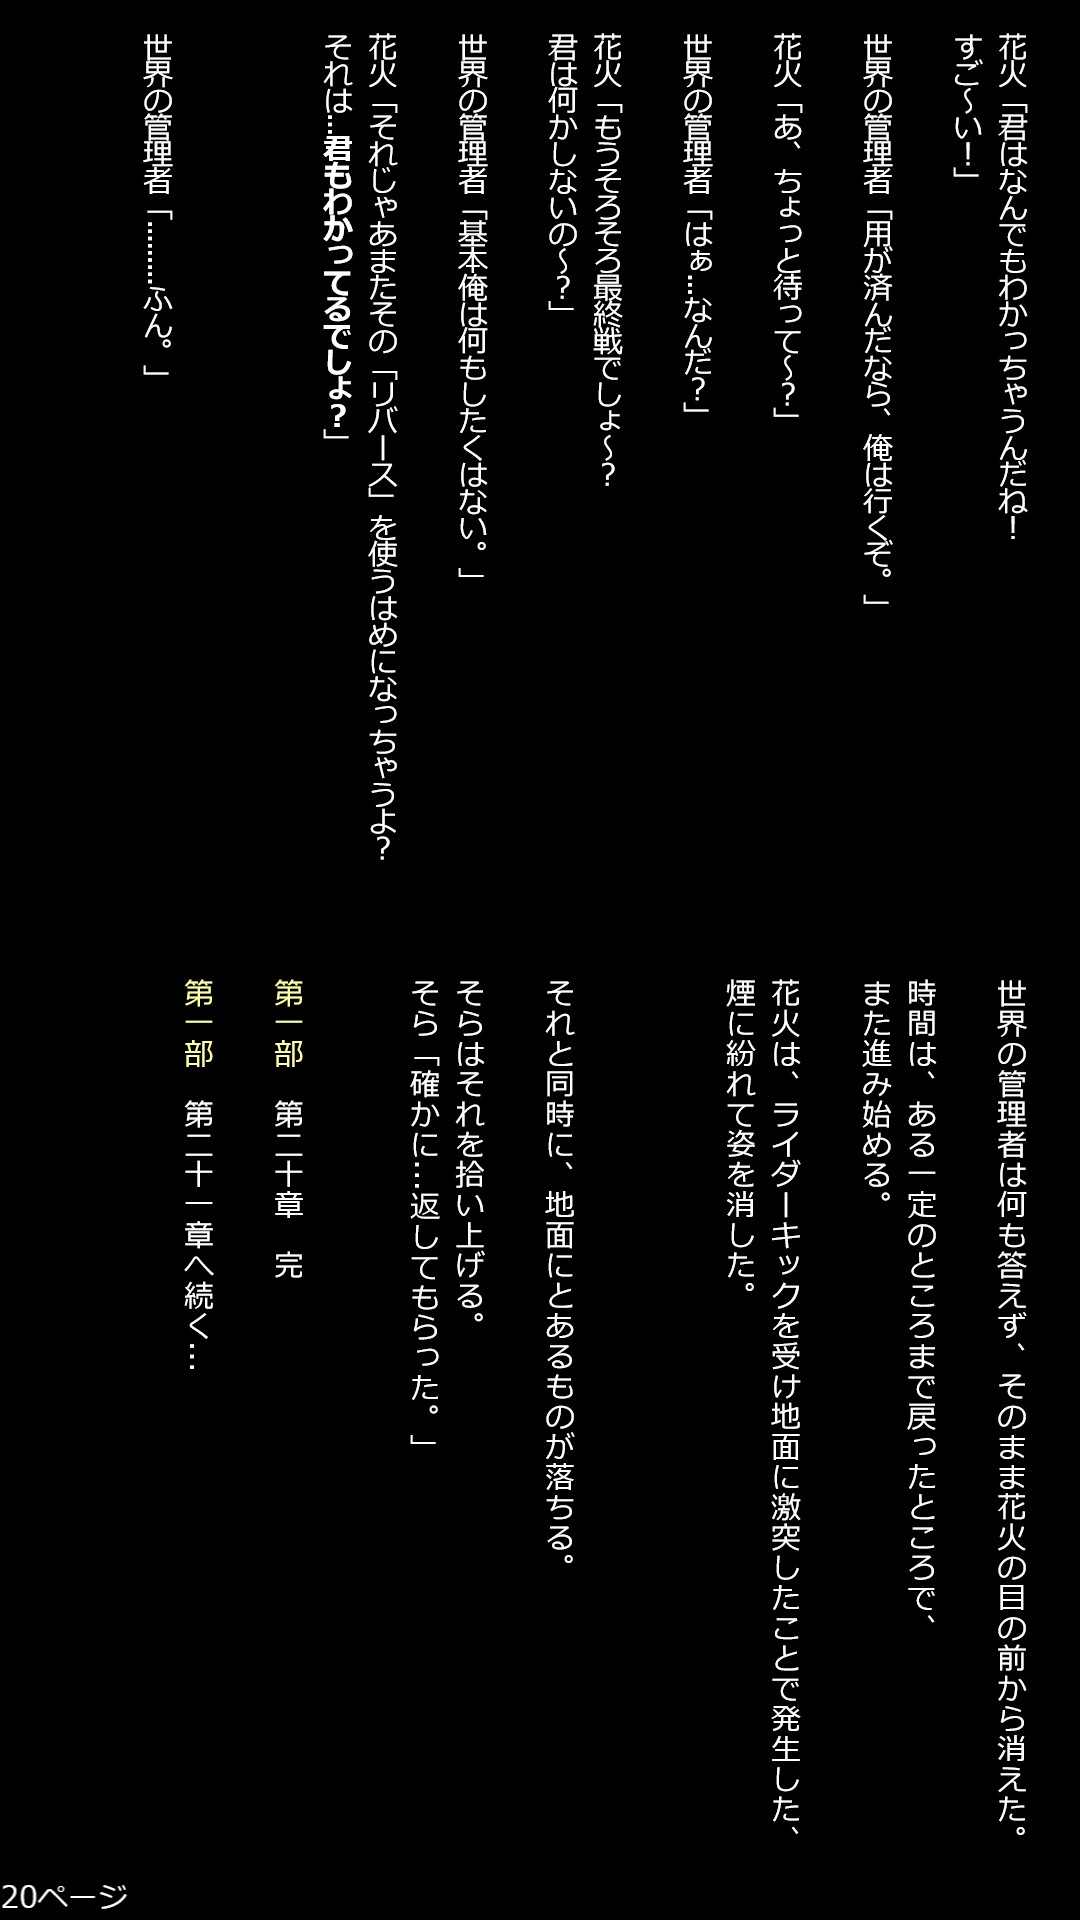 花火「君はなんでもわかっちゃうんだね！
すご〜い！」
世界の管理者「用が済んだなら、俺は行くぞ。」
花火「あ、ちょっと待って〜？」
世界の管理者「はぁ…なんだ？」
花火「もうそろそろ最終戦でしょ〜？
君は何かしないの〜？」
世界の管理者「基本俺は何もしたくはない。」
花火「それじゃあまたその「リバース」を使うはめになっちゃうよ？
それは…君もわかってるでしょ？」
世界の管理者「………ふん。」
世界の管理者は何も答えず、そのまま花火の目の前から消えた。
時間は、ある一定のところまで戻ったところで、
また進み始める。
花火は、ライダーキックを受け地面に激突したことで発生した、
煙に紛れて姿を消した。
それと同時に、地面にとあるものが落ちる。
そらはそれを拾い上げる。
そら「確かに…返してもらった。」
第一部　第二十章　完
第一部　第二十一章へ続く…
20ページ